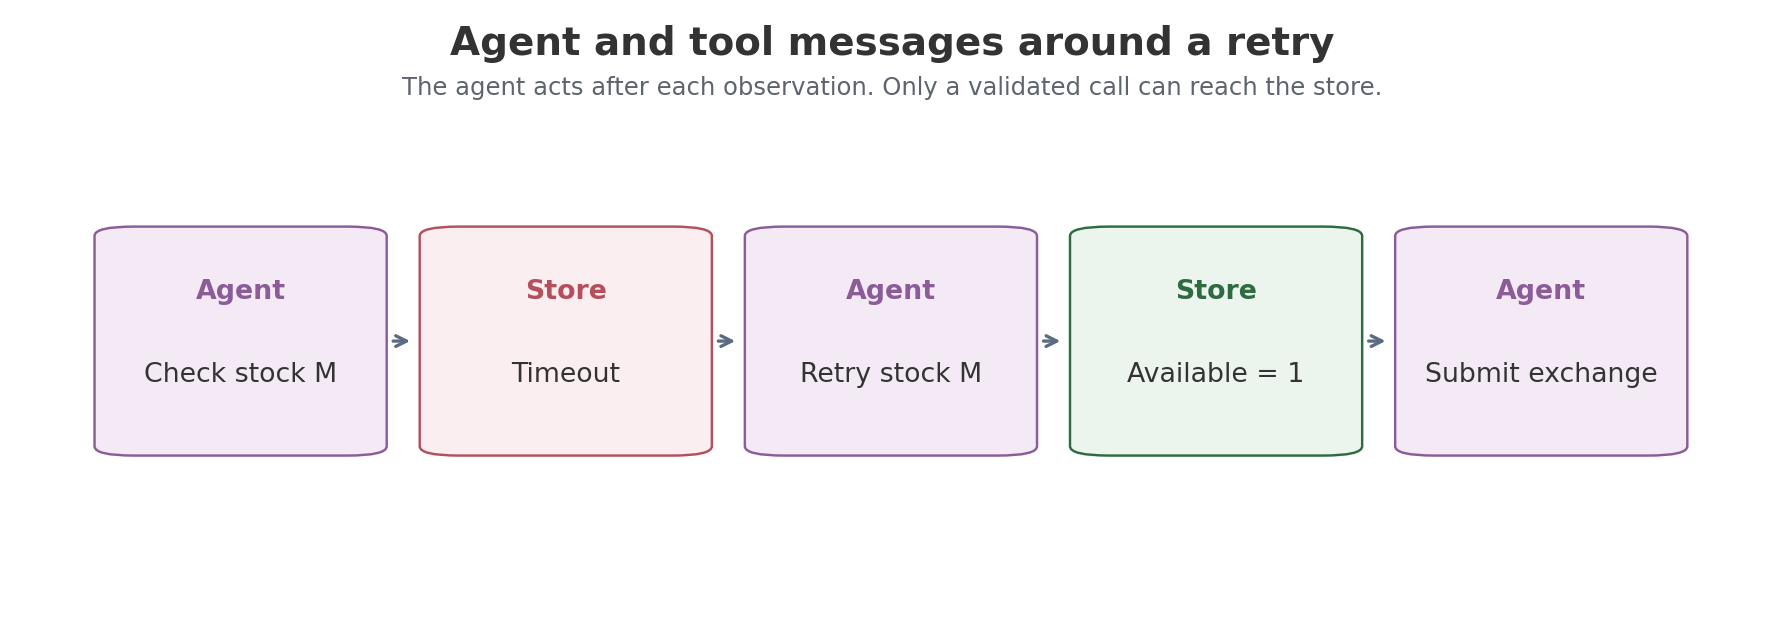 Agent and tool messages around a retry
The agent acts after each observation. Only a validated call can reach the store.
Agent
Check stock M
Store
Timeout
Agent
Retry stock M
Store
Available = 1
Agent
Submit exchange